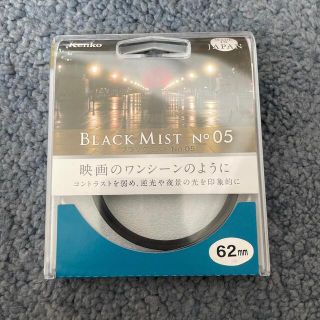 Kenko
JAPAN
BLACK MIST No 05
No.05
映画のワンシーンのように
コントラストを弱め、逆光や夜景の光を印象的に
62mm